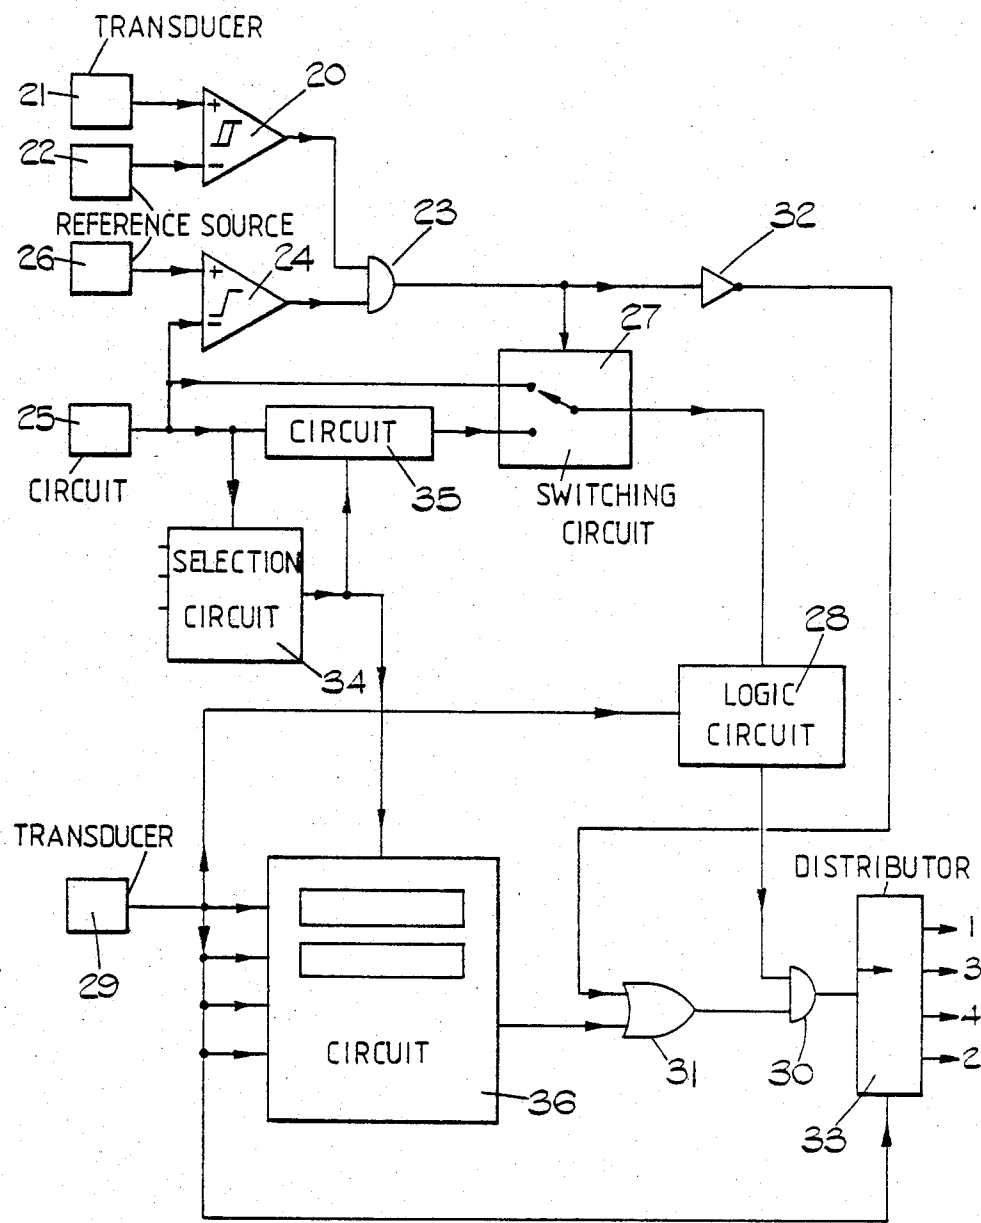 TRANSDUCER
20
21
22
REFERENCE SOURCE
23
32
26
24
27
25
CIRCUIT
35
CIRCUIT
SWITCHING
CIRCUIT
SELECTION
CIRCUIT
34
28
LOGIC
CIRCUIT
TRANSDUCER
DISTRIBUTOR
29
1
3
4
2
CIRCUIT
36
31
30
33